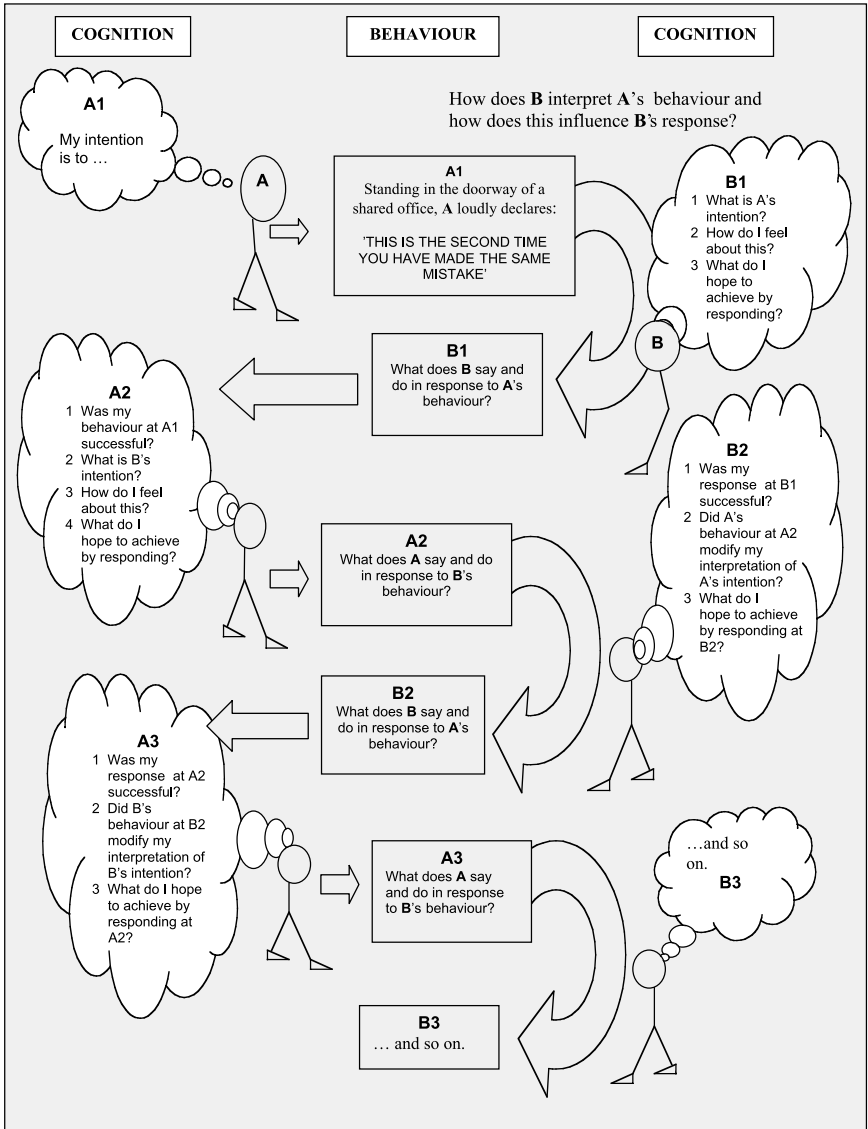 COGNITION
BEHAVIOUR
COGNITION
A1
My intention
is to …
How does B interpret A's behaviour and
how does this influence B's response?
A
A1
Standing in the doorway of a
shared office, A loudly declares:
'THIS IS THE SECOND TIME
YOU HAVE MADE THE SAME
MISTAKE'
B1
1 What is A's
intention?
2 How do I feel
about this?
3 What do I
hope to
achieve by
responding?
B
B1
What does B say and
do in response to A's
behaviour?
A2
1 Was my
behaviour at A1
successful?
2 What is B's
intention?
3 How do I feel
about this?
4 What do I
hope to achieve
by responding?
A2
What does A say and do
in response to B's
behaviour?
B2
1 Was my
response at B1
successful?
2 Did A's
behaviour at A2
modify my
interpretation of
A's intention?
3 What do I
hope to achieve
by responding at
B2?
B2
What does B say and
do in response to A's
behaviour?
A3
1 Was my
response at A2
successful?
2 Did B's
behaviour at B2
modify my
interpretation of
B's intention?
3 What do I hope
to achieve by
responding at
A2?
A3
What does A say
and do in response
to B's behaviour?
…and so
on.
B3
B3
… and so on.